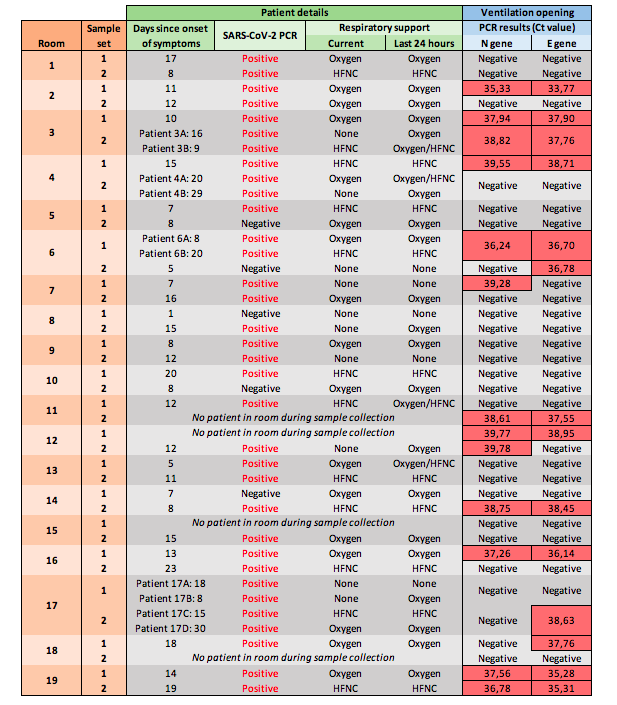 Patient details Ventilation opening
Room Sample set Days since onset of symptoms SARS-CoV-2 PCR Respiratory support PCR results (Ct value)
Current Last 24 hours N gene E gene
1 1 17 Positive Oxygen Oxygen Negative Negative
2 8 Positive HFNC HFNC Negative Negative
2 1 11 Positive Oxygen Oxygen 35,33 33,77
2 12 Positive Oxygen Oxygen Negative Negative
3 1 10 Positive Oxygen Oxygen 37,94 37,90
2 Patient 3A: 16 Positive None Oxygen 38,82 37,76
Patient 3B: 9 Positive HFNC Oxygen/HFNC
4 1 15 Positive HFNC HFNC 39,55 38,71
2 Patient 4A: 20 Positive Oxygen Oxygen/HFNC Negative Negative
Patient 4B: 29 Positive None Oxygen
5 1 7 Positive HFNC HFNC Negative Negative
2 8 Negative Oxygen Oxygen Negative Negative
6 1 Patient 6A: 8 Positive Oxygen Oxygen 36,24 36,70
Patient 6B: 20 Positive HFNC HFNC
2 5 Negative None None Negative 36,78
7 1 7 Positive None None 39,28 Negative
2 16 Positive Oxygen Oxygen Negative Negative
8 1 1 Negative None None Negative Negative
2 15 Positive None Oxygen Negative Negative
9 1 8 Positive Oxygen Oxygen Negative Negative
2 12 Positive None None Negative Negative
10 1 20 Positive HFNC HFNC Negative Negative
2 8 Negative Oxygen Oxygen Negative Negative
11 1 12 Positive HFNC Oxygen/HFNC Negative Negative
2 No patient in room during sample collection 38,61 37,55
12 1 No patient in room during sample collection 39,77 38,95
2 12 Positive None Oxygen 39,78 Negative
13 1 5 Positive Oxygen Oxygen/HFNC Negative Negative
2 11 Positive HFNC HFNC Negative Negative
14 1 7 Negative Oxygen Oxygen Negative Negative
2 8 Positive HFNC HFNC 38,75 38,45
15 1 No patient in room during sample collection Negative Negative
2 15 Positive Oxygen Oxygen Negative Negative
16 1 13 Positive Oxygen Oxygen 37,26 36,14
2 23 Positive HFNC HFNC Negative Negative
17 1 Patient 17A: 18 Positive None None Negative Negative
Patient 17B: 8 Positive Oxygen Oxygen
2 Patient 17C: 15 Positive HFNC HFNC Negative 38,63
Patient 17D: 30 Positive Oxygen Oxygen
18 1 18 Positive Oxygen Oxygen Negative 37,76
2 No patient in room during sample collection Negative Negative
19 1 14 Positive Oxygen Oxygen 37,56 35,28
2 19 Positive HFNC HFNC 36,78 35,31